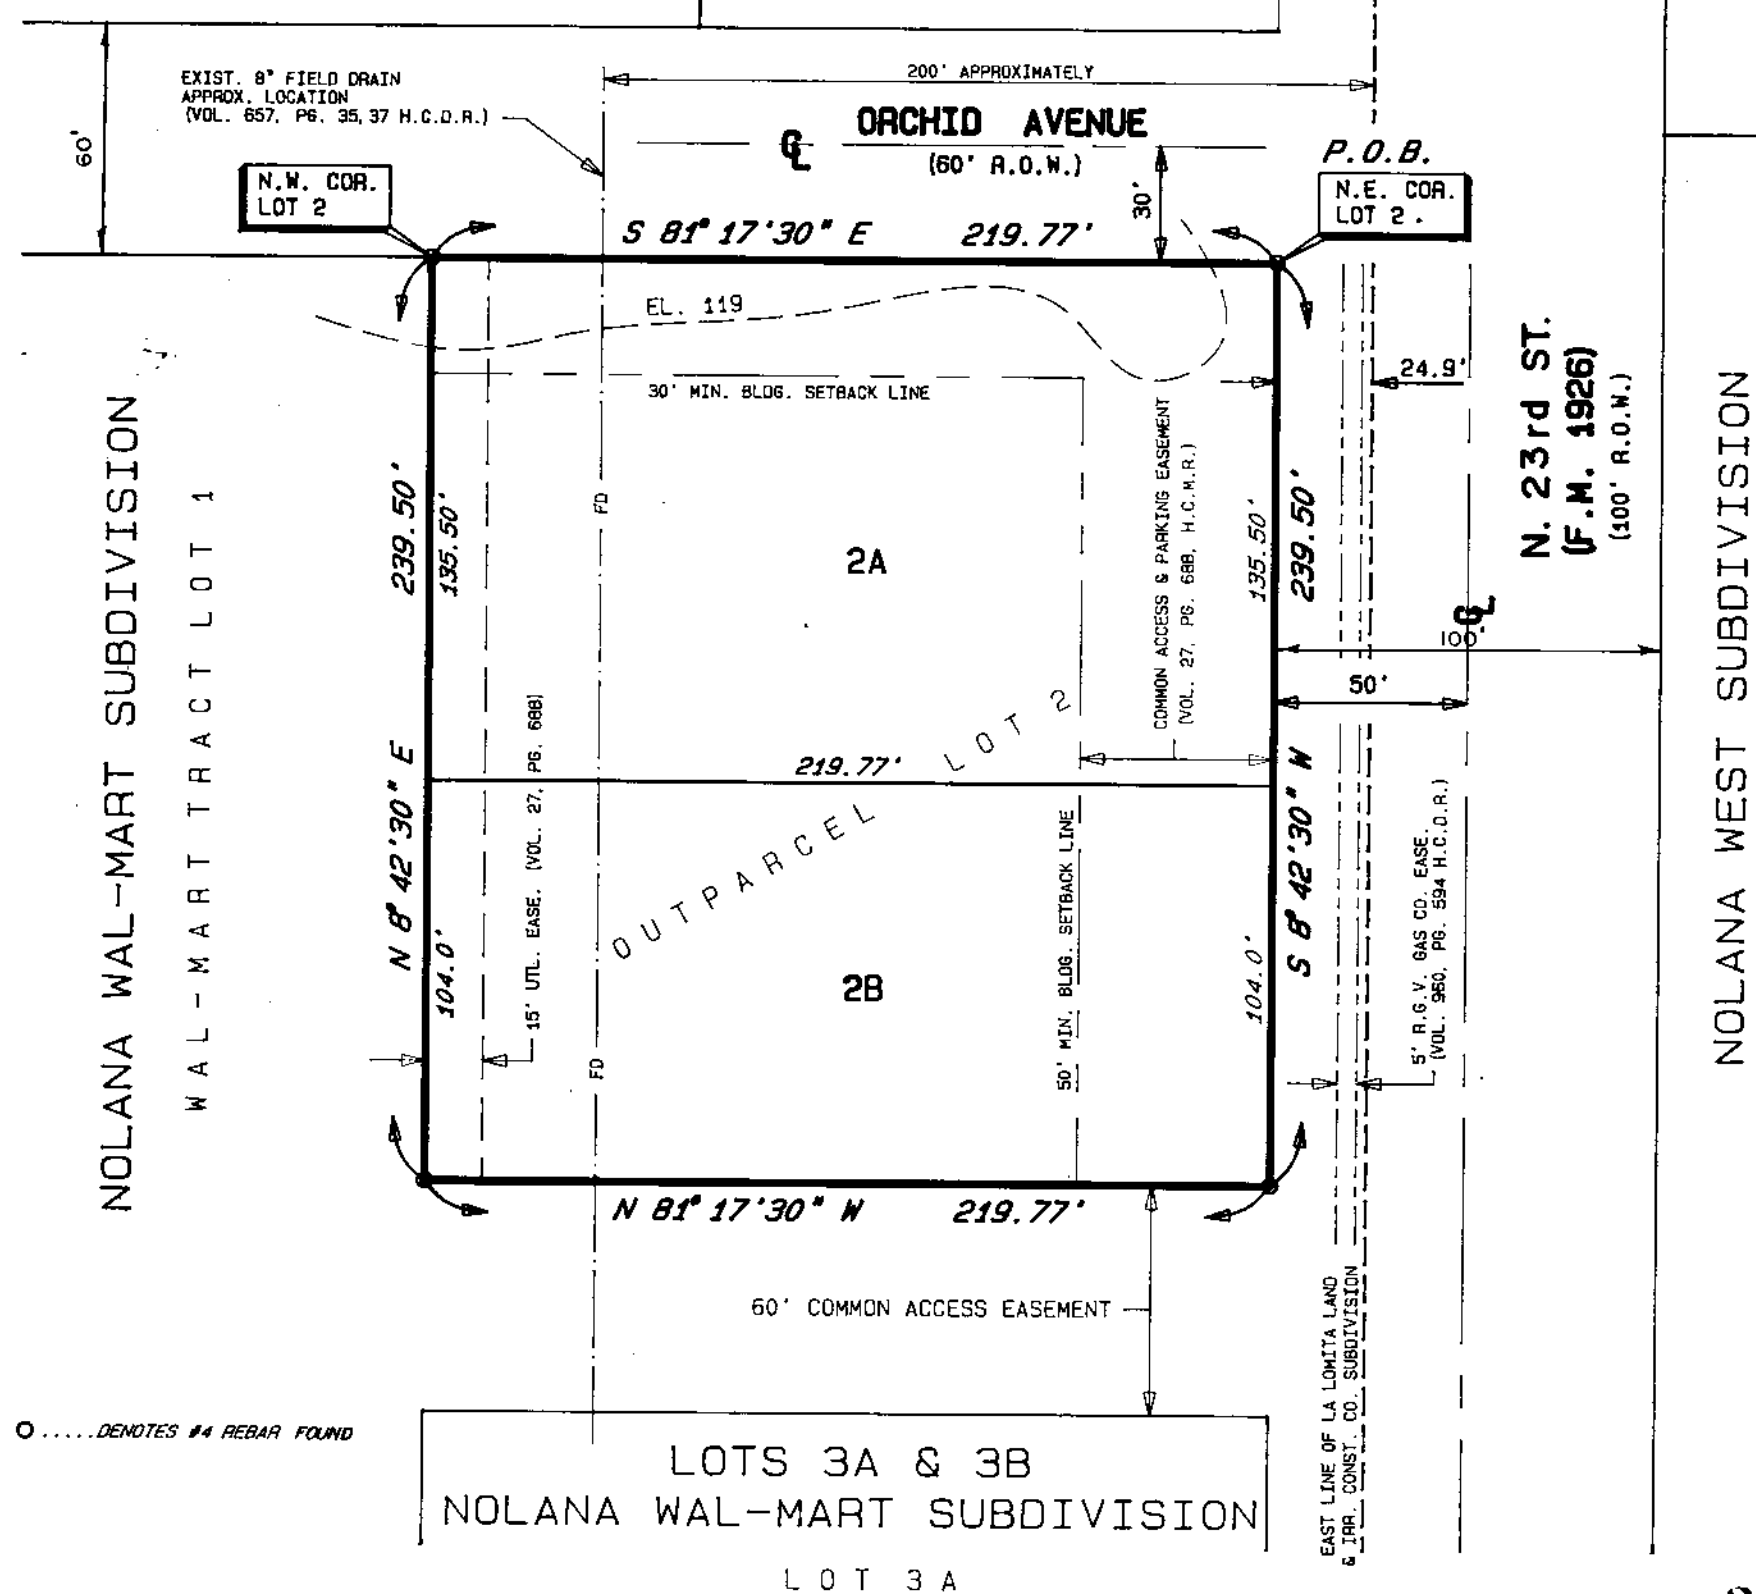 EXIST. 8" FIELD DRAIN
APPROX. LOCATION
(VOL. 657, PG. 35,37 H.C.D.R.)
60'
200' APPROXIMATELY
ORCHID AVENUE
(60' R.O.W.)
℄
30'
P.O.B.
N.W. COR.
LOT 2
N.E. COR.
LOT 2.
S 81° 17'30" E 219.77'
EL. 119
30' MIN. BLDG. SETBACK LINE
24.9'
N. 23rd ST.
(F.M. 1926)
(100' R.O.W.)
℄
100'
50'
NOLANA WAL-MART SUBDIVISION
WAL-MART TRACT LOT 1
N 8° 42'30" E 239.50'
135.50'
104.0'
FD
2A
COMMON ACCESS & PARKING EASEMENT
(VOL. 27, PG. 68B, H.C.M.R.)
135.50'
S 8° 42'30" W 239.50'
104.0'
219.77'
OUTPARCEL LOT 2
15' UTL. EASE. (VOL. 27, PG. 68B)
2B
FD
50' MIN. BLDG. SETBACK LINE
5' R.G.V. GAS CO. EASE.
(VOL. 960, PG. 594 H.C.D.R.)
NOLANA WEST SUBDIVISION
N 81° 17'30" W 219.77'
60' COMMON ACCESS EASEMENT
EAST LINE OF LA LOMITA LAND
& IRR. CONST. CO. SUBDIVISION
O.....DENOTES #4 REBAR FOUND
LOTS 3A & 3B
NOLANA WAL-MART SUBDIVISION
LOT 3A